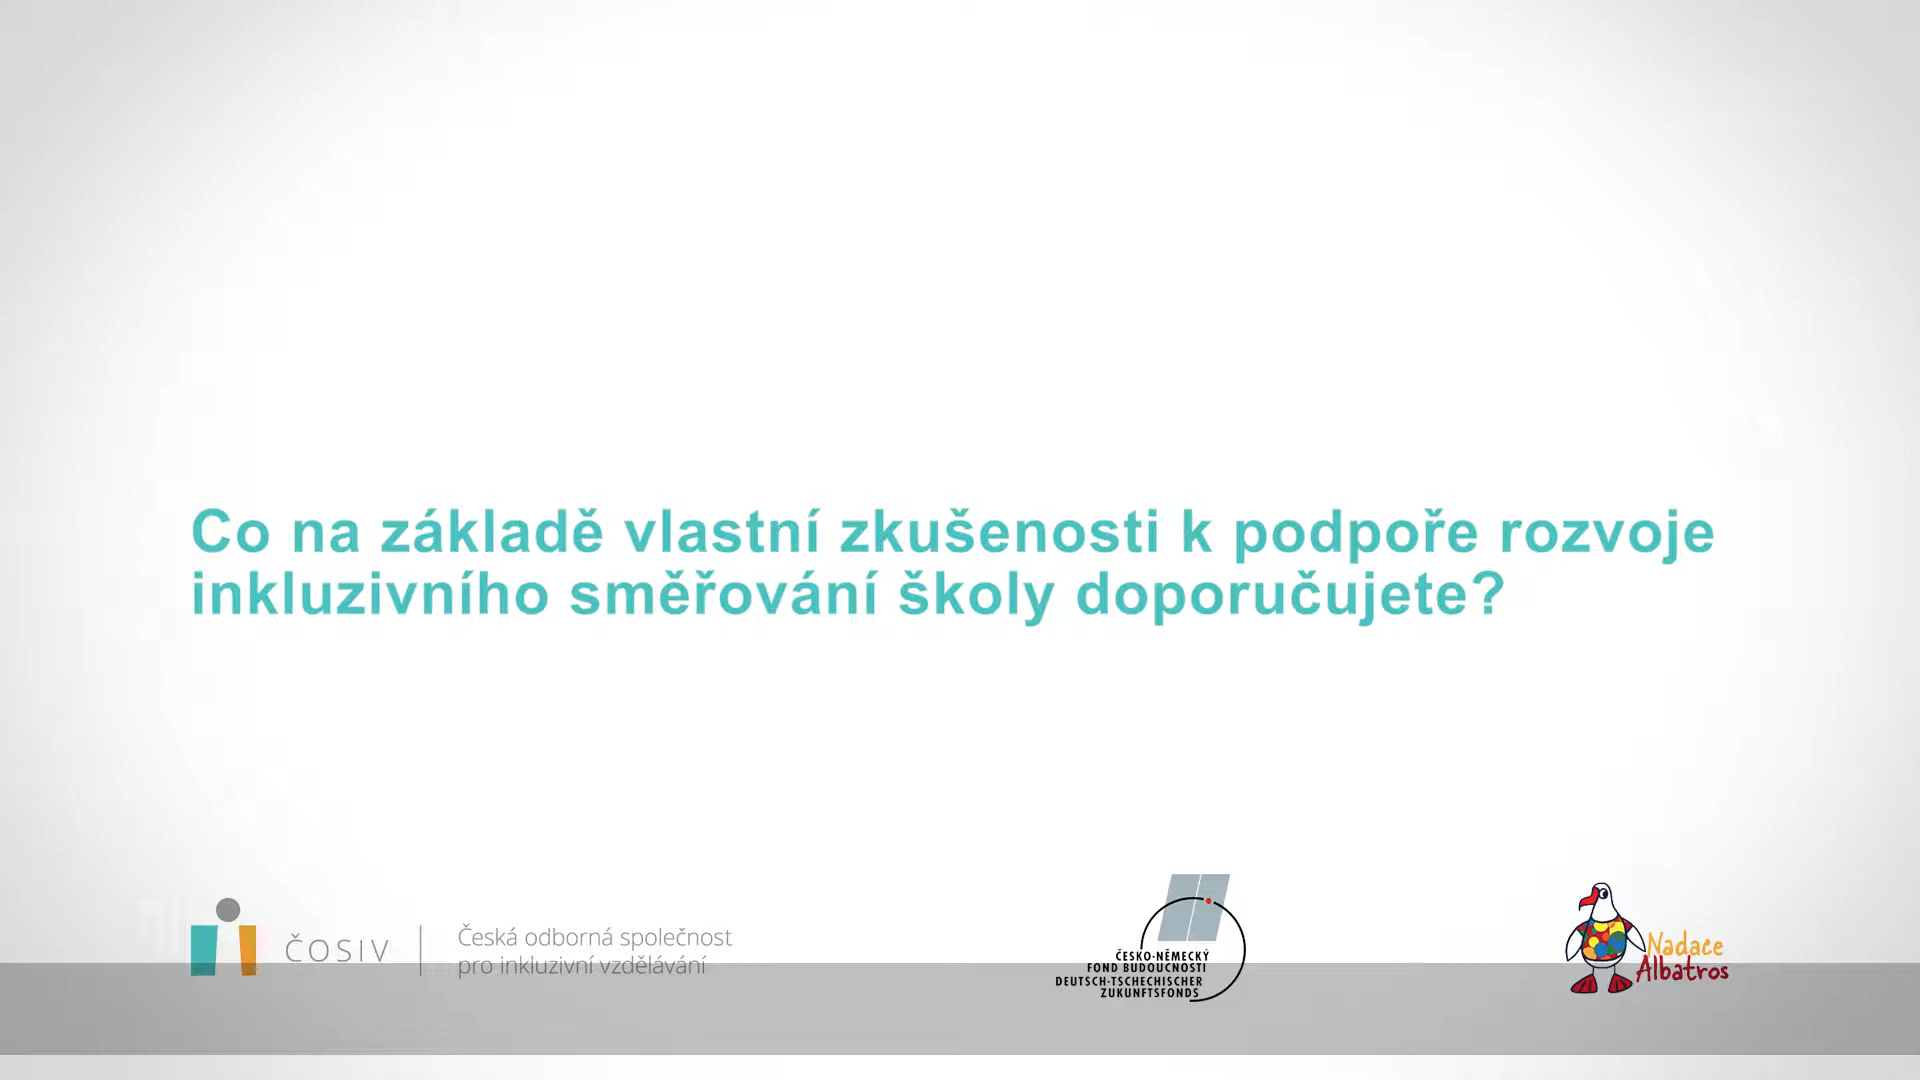 Co na základě vlastní zkušenosti k podpoře rozvoje
inkluzivního směřování školy doporučujete?
ČOSIV
Česká odborná společnost
pro inkluzivní vzdělávání
ČESKO-NĚMECKÝ
FOND BUDOUCNOSTI
DEUTSCH-TSCHECHISCHER
ZUKUNFTSFONDS
Nadace
Albatros